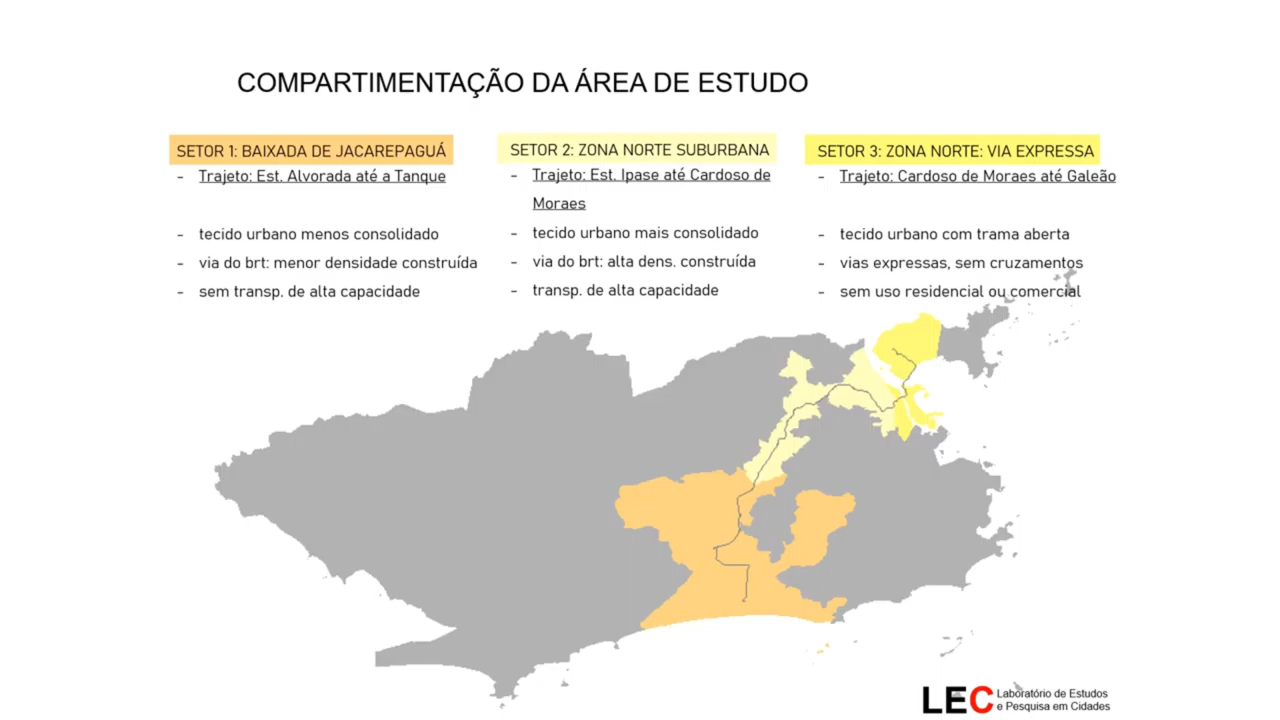 COMPARTIMENTAÇÃO DA ÁREA DE ESTUDO
SETOR 1: BAIXADA DE JACAREPAGUÁ
- Trajeto: Est. Alvorada até a Tanque
- tecido urbano menos consolidado
- via do brt: menor densidade construída
- sem transp. de alta capacidade
SETOR 2: ZONA NORTE SUBURBANA
- Trajeto: Est. Ipase até Cardoso de
Moraes
- tecido urbano mais consolidado
- via do brt: alta dens. construída
- transp. de alta capacidade
SETOR 3: ZONA NORTE: VIA EXPRESSA
- Trajeto: Cardoso de Moraes até Galeão
- tecido urbano com trama aberta
- vias expressas, sem cruzamentos
- sem uso residencial ou comercial
LEC
Laboratório de Estudos
e Pesquisa em Cidades